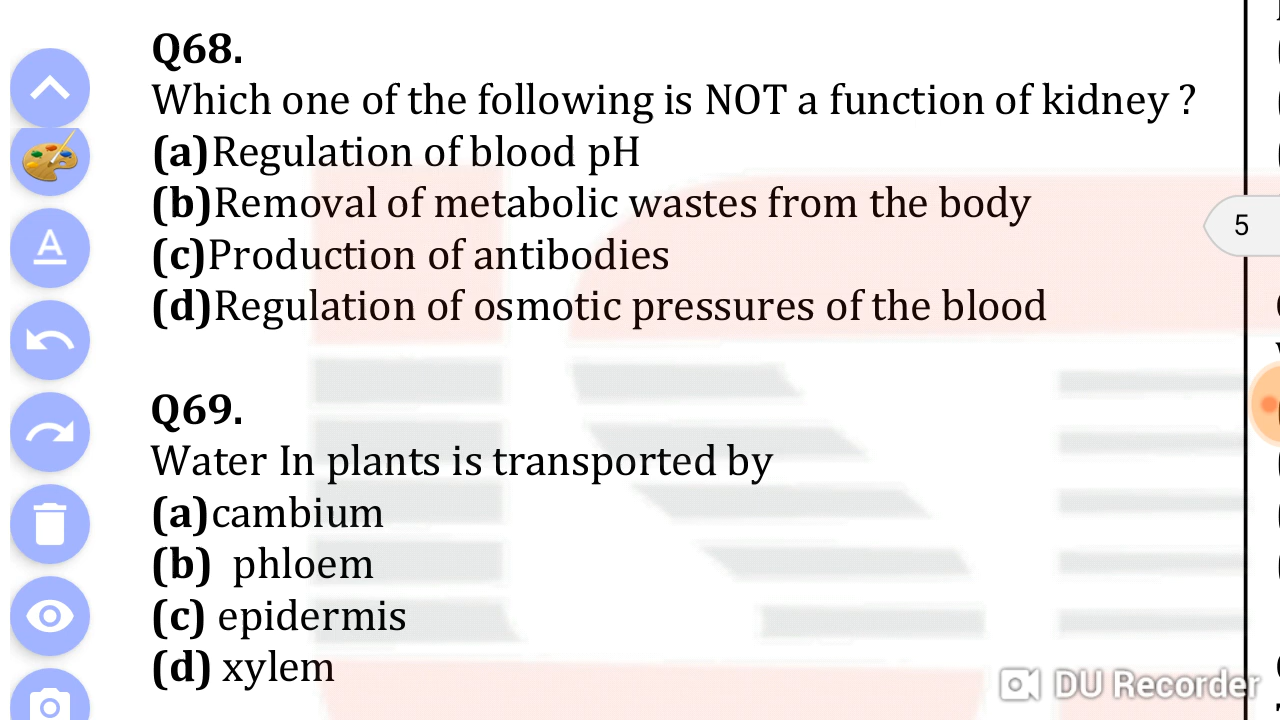 Q68.
Which one of the following is NOT a function of kidney ?
(a)Regulation of blood pH
(b)Removal of metabolic wastes from the body
(c)Production of antibodies
(d)Regulation of osmotic pressures of the blood
5
Q69.
Water In plants is transported by
(a)cambium
(b) phloem
(c) epidermis
(d) xylem
A
DU Recorder